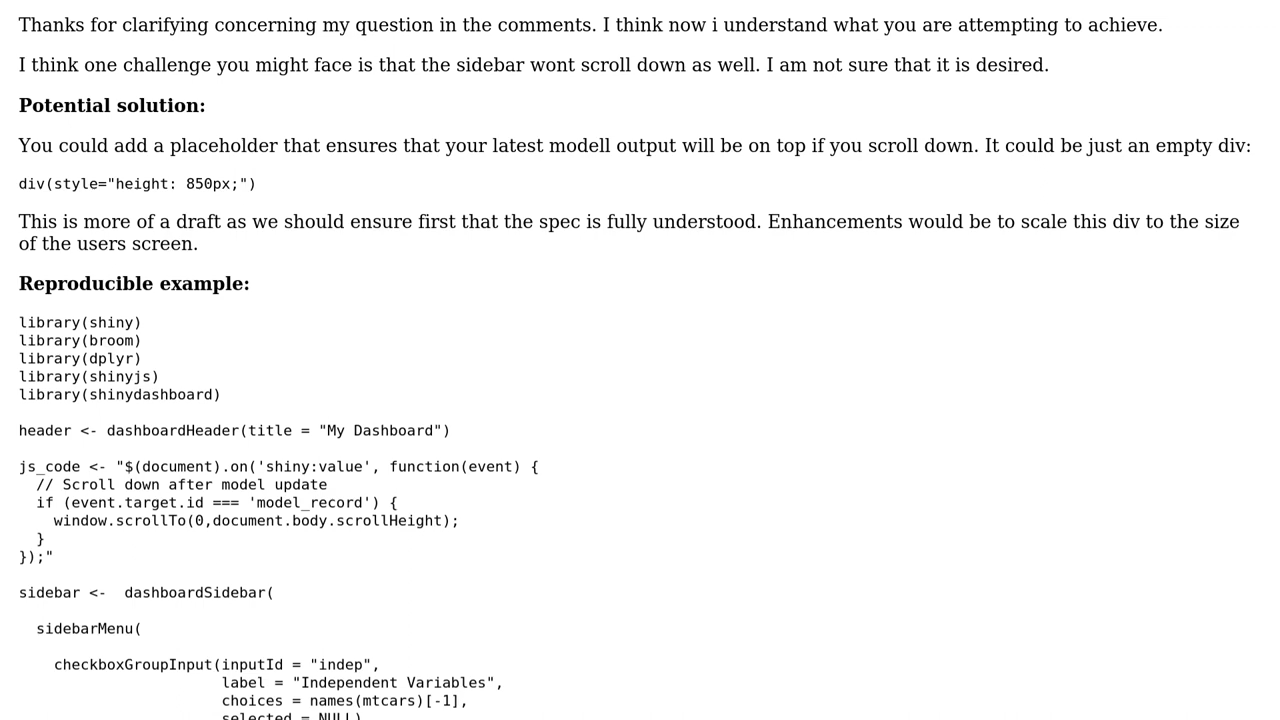 Thanks for clarifying concerning my question in the comments. I think now i understand what you are attempting to achieve.
I think one challenge you might face is that the sidebar wont scroll down as well. I am not sure that it is desired.
Potential solution:
You could add a placeholder that ensures that your latest modell output will be on top if you scroll down. It could be just an empty div:
div(style="height: 850px;")
This is more of a draft as we should ensure first that the spec is fully understood. Enhancements would be to scale this div to the size
of the users screen.
Reproducible example:
library(shiny)
library(broom)
library(dplyr)
library(shinyjs)
library(shinydashboard)
header <- dashboardHeader(title = "My Dashboard")
js_code <- "$(document).on('shiny:value', function(event) {
  // Scroll down after model update
  if (event.target.id === 'model_record') {
    window.scrollTo(0,document.body.scrollHeight);
  }
});"
sidebar <-  dashboardSidebar(
  sidebarMenu(
    checkboxGroupInput(inputId = "indep",
                       label = "Independent Variables",
                       choices = names(mtcars)[-1],
                       selected = NULL)